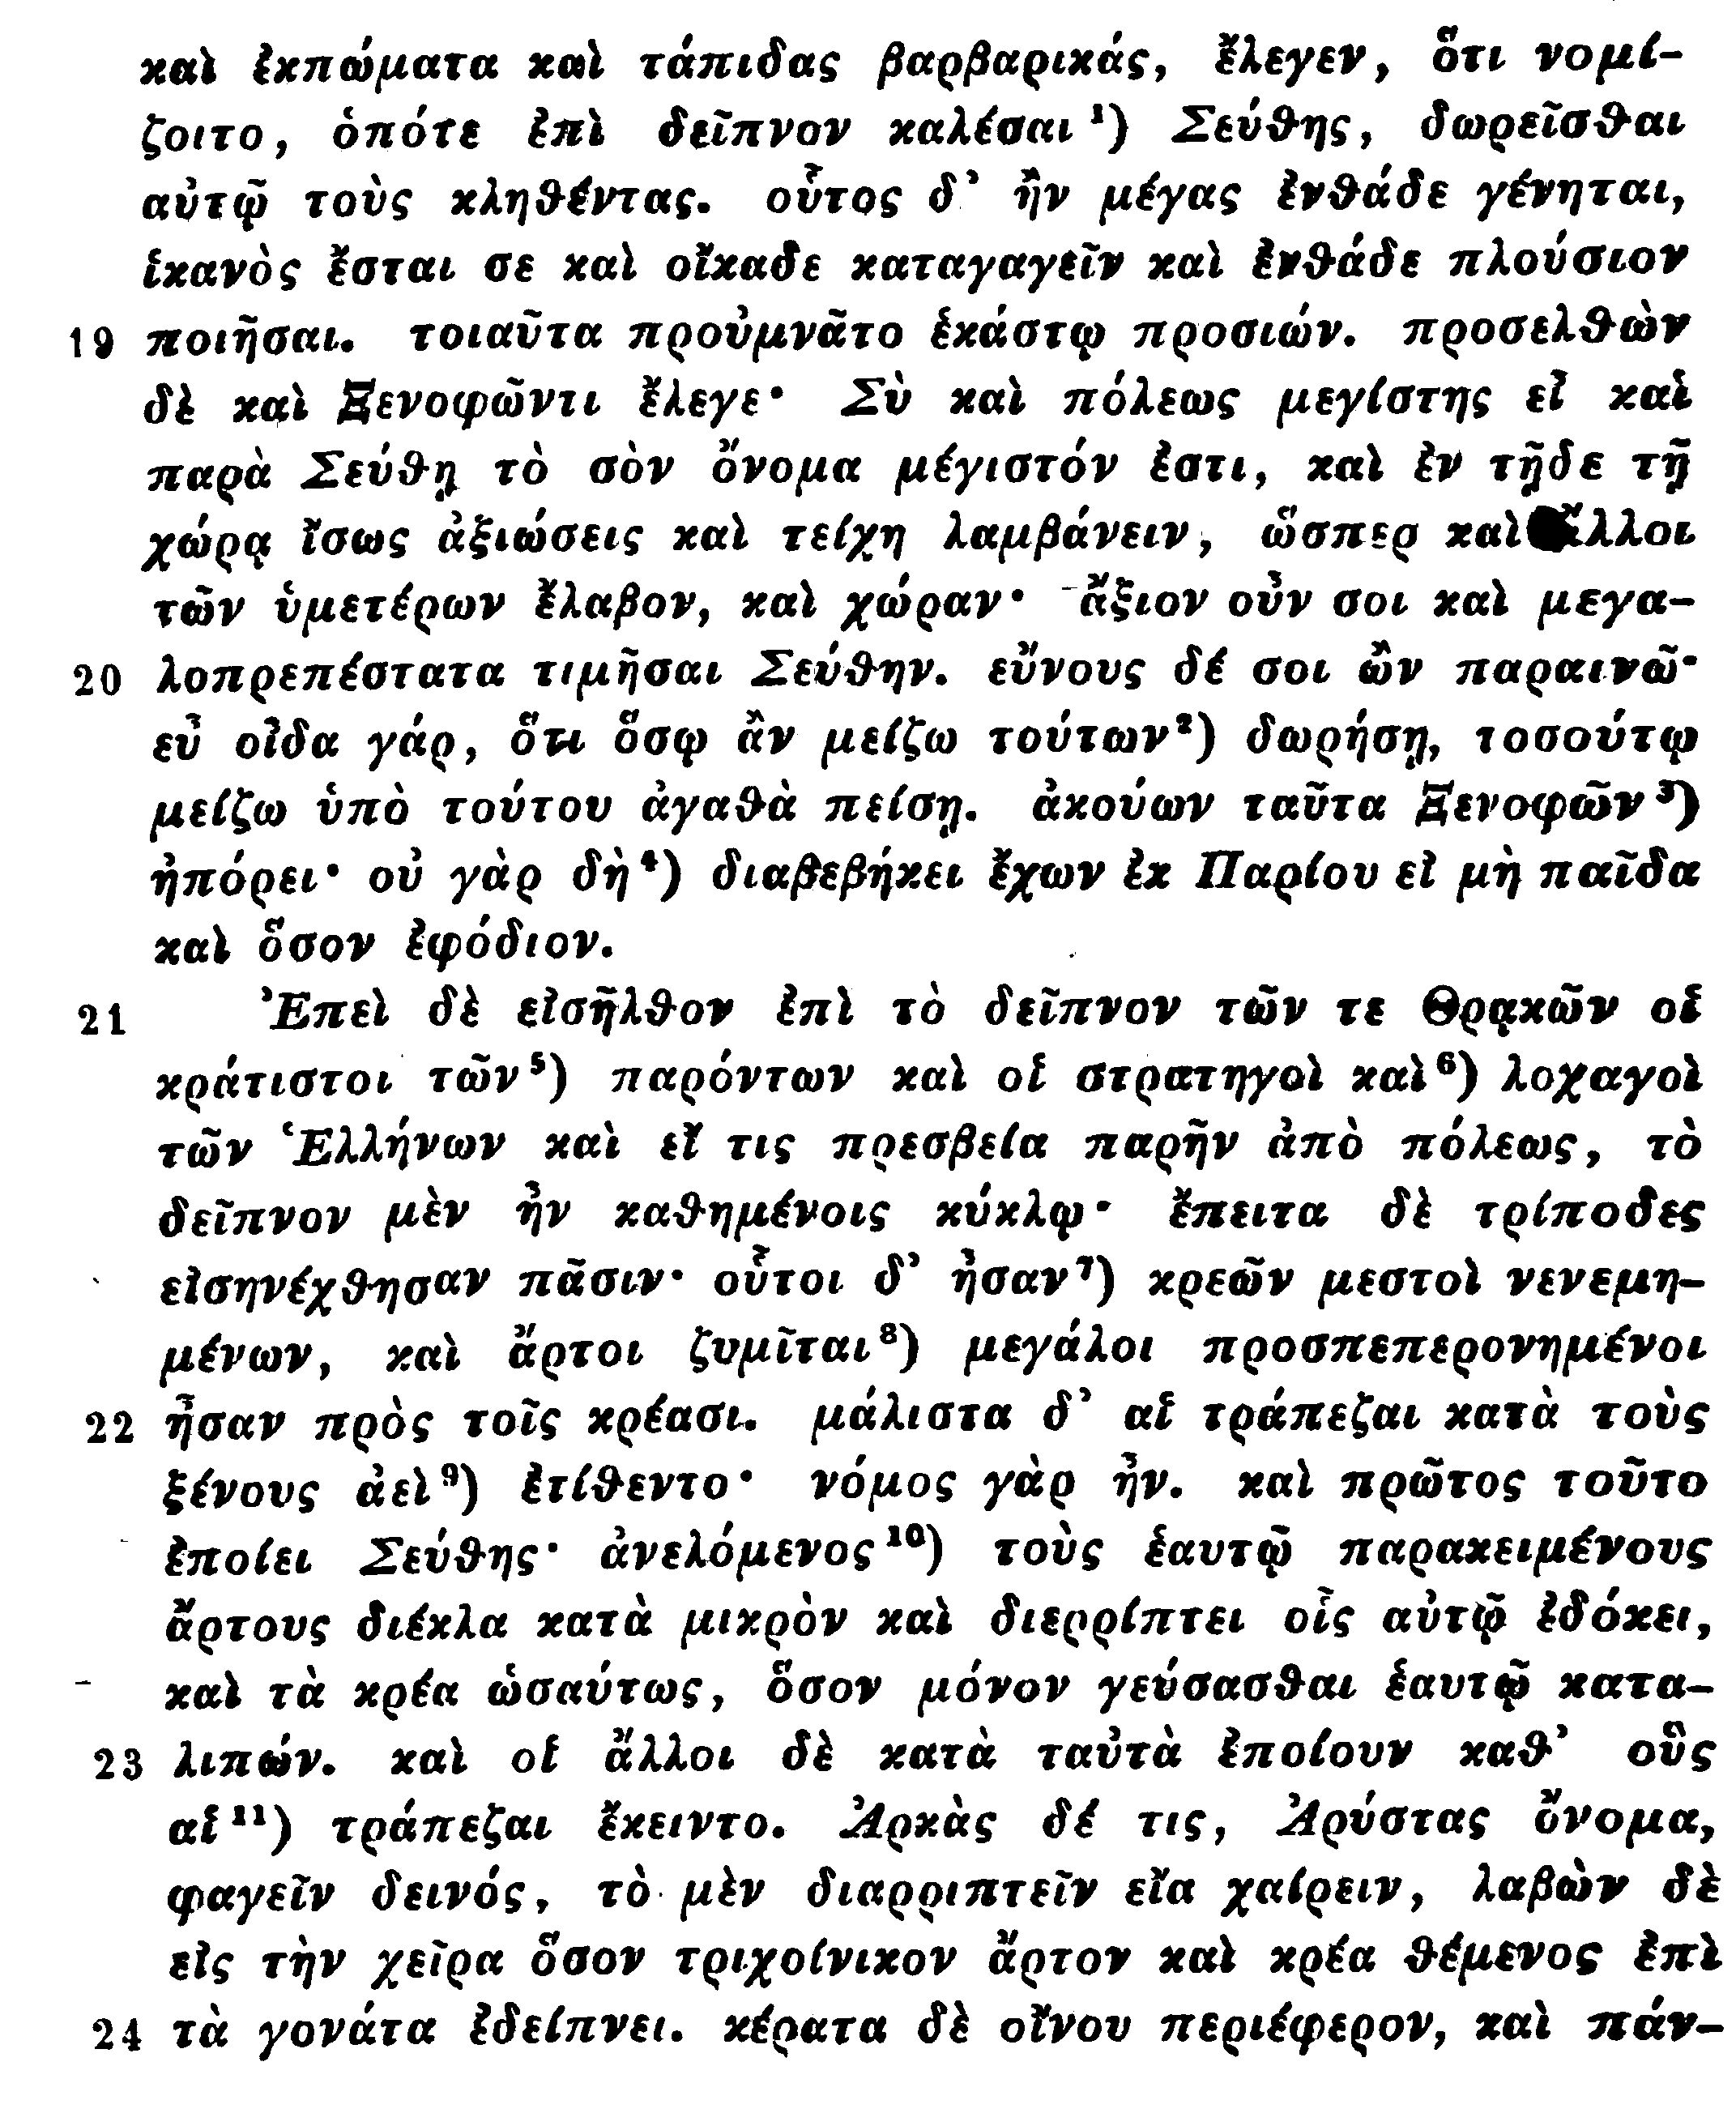 καὶ ἐκπώματα καὶ τάπιδας βαρβαρικάς, ἔλεγεν, ὅτι νομί-
ζοιτο, ὁπότε ἐπὶ δεῖπνον καλέσαι ¹) Σεύθης, δωρεῖσθαι
αὐτῷ τοὺς κληθέντας. οὗτος δ᾽ ἢν μέγας ἐνθάδε γένηται,
ἱκανὸς ἔσται σε καὶ οἴκαδε καταγαγεῖν καὶ ἐνθάδε πλούσιον
19 ποιῆσαι. τοιαῦτα προὐμνᾶτο ἑκάστῳ προσιών. προσελθὼν
δὲ καὶ Ξενοφῶντι ἔλεγε· Σὺ καὶ πόλεως μεγίστης εἶ καὶ
παρὰ Σεύθῃ τὸ σὸν ὄνομα μέγιστόν ἐστι, καὶ ἐν τῇδε τῇ
χώρᾳ ἴσως ἀξιώσεις καὶ τείχη λαμβάνειν, ὥσπερ καὶ ἄλλοι
τῶν ὑμετέρων ἔλαβον, καὶ χώραν· ἄξιον οὖν σοι καὶ μεγα-
20 λοπρεπέστατα τιμῆσαι Σεύθην. εὔνους δέ σοι ὢν παραινῶ·
εὖ οἶδα γάρ, ὅτι ὅσῳ ἂν μείζω τούτων²) δωρήσῃ, τοσούτῳ
μείζω ὑπὸ τούτου ἀγαθὰ πείσῃ. ἀκούων ταῦτα Ξενοφῶν³)
ἠπόρει· οὐ γὰρ δὴ⁴) διαβεβήκει ἔχων ἐκ Παρίου εἰ μὴ παῖδα
καὶ ὅσον ἐφόδιον.
21 Ἐπεὶ δὲ εἰσῆλθον ἐπὶ τὸ δεῖπνον τῶν τε Θρᾳκῶν οἱ
κράτιστοι τῶν⁵) παρόντων καὶ οἱ στρατηγοὶ καὶ⁶) λοχαγοὶ
τῶν Ἑλλήνων καὶ εἴ τις πρεσβεία παρῆν ἀπὸ πόλεως, τὸ
δεῖπνον μὲν ἦν καθημένοις κύκλῳ· ἔπειτα δὲ τρίποδες
εἰσηνέχθησαν πᾶσιν· οὗτοι δ᾽ ἦσαν⁷) κρεῶν μεστοὶ νενεμη-
μένων, καὶ ἄρτοι ζυμῖται⁸) μεγάλοι προσπεπερονημένοι
22 ἦσαν πρὸς τοῖς κρέασι. μάλιστα δ᾽ αἱ τράπεζαι κατὰ τοὺς
ξένους ἀεὶ⁹) ἐτίθεντο· νόμος γὰρ ἦν. καὶ πρῶτος τοῦτο
ἐποίει Σεύθης· ἀνελόμενος¹⁰) τοὺς ἑαυτῷ παρακειμένους
ἄρτους διέκλα κατὰ μικρὸν καὶ διερρίπτει οἷς αὐτῷ ἐδόκει,
καὶ τὰ κρέα ὡσαύτως, ὅσον μόνον γεύσασθαι ἑαυτῷ κατα-
23 λιπών. καὶ οἱ ἄλλοι δὲ κατὰ ταὐτὰ ἐποίουν καθ᾽ οὓς
αἱ¹¹) τράπεζαι ἔκειντο. Ἀρκὰς δέ τις, Ἀρύστας ὄνομα,
φαγεῖν δεινός, τὸ μὲν διαρριπτεῖν εἴα χαίρειν, λαβὼν δὲ
εἰς τὴν χεῖρα ὅσον τριχοίνικον ἄρτον καὶ κρέα θέμενος ἐπὶ
24 τὰ γονάτα ἐδείπνει. κέρατα δὲ οἴνου περιέφερον, καὶ πάν-